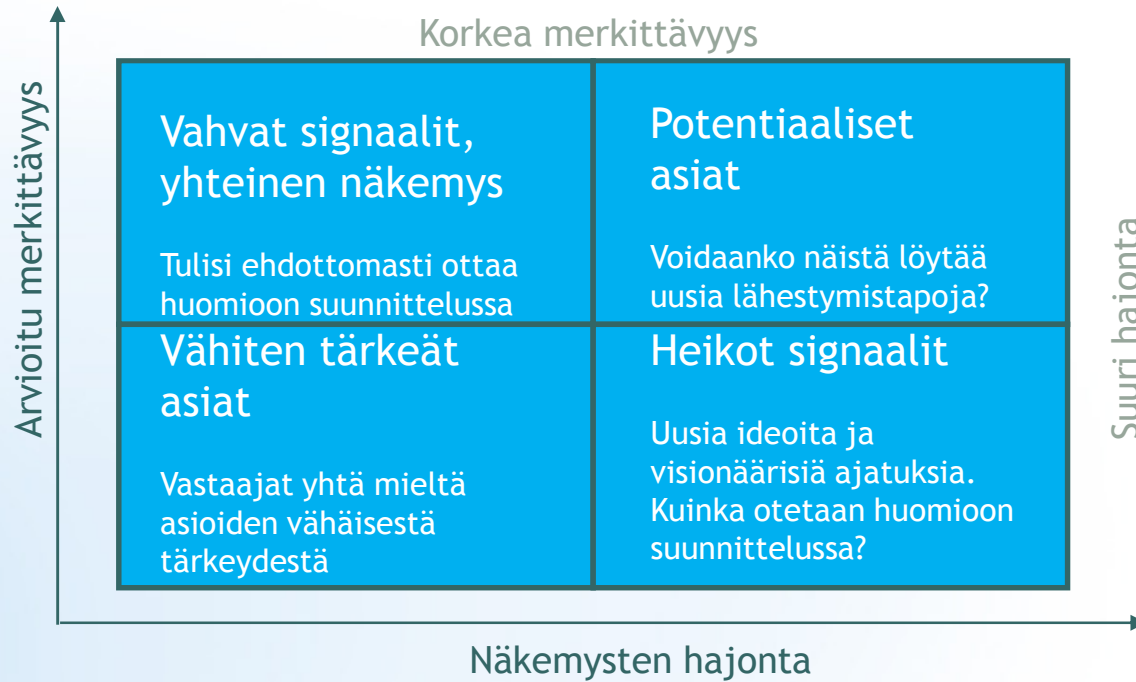 Korkea merkittävyys
Arvioitu merkittävyys
Vahvat signaalit,
yhteinen näkemys
Tulisi ehdottomasti ottaa
huomioon suunnittelussa
Potentiaaliset
asiat
Voidaanko näistä löytää
uusia lähestymistapoja?
Vähiten tärkeät
asiat
Vastaajat yhtä mieltä
asioiden vähäisestä
tärkeydestä
Heikot signaalit
Uusia ideoita ja
visionäärisiä ajatuksia.
Kuinka otetaan huomioon
suunnittelussa?
Suuri hajonta
Näkemysten hajonta